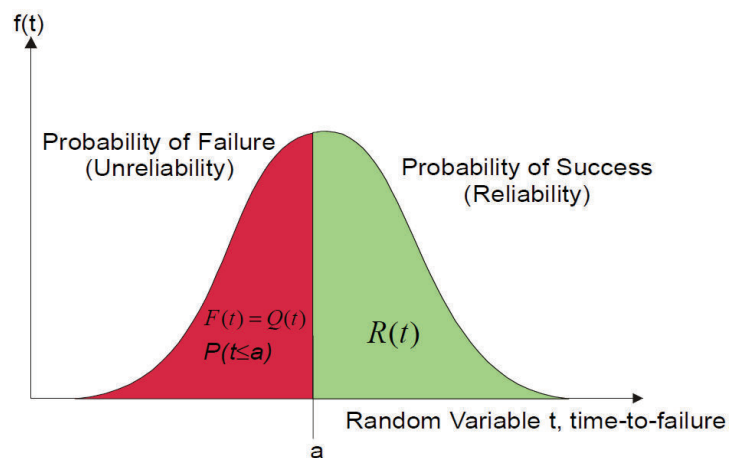 f(t)
Probability of Failure
(Unreliability)
Probability of Success
(Reliability)
F(t) = Q(t)
P(t≤a)
R(t)
Random Variable t, time-to-failure
a